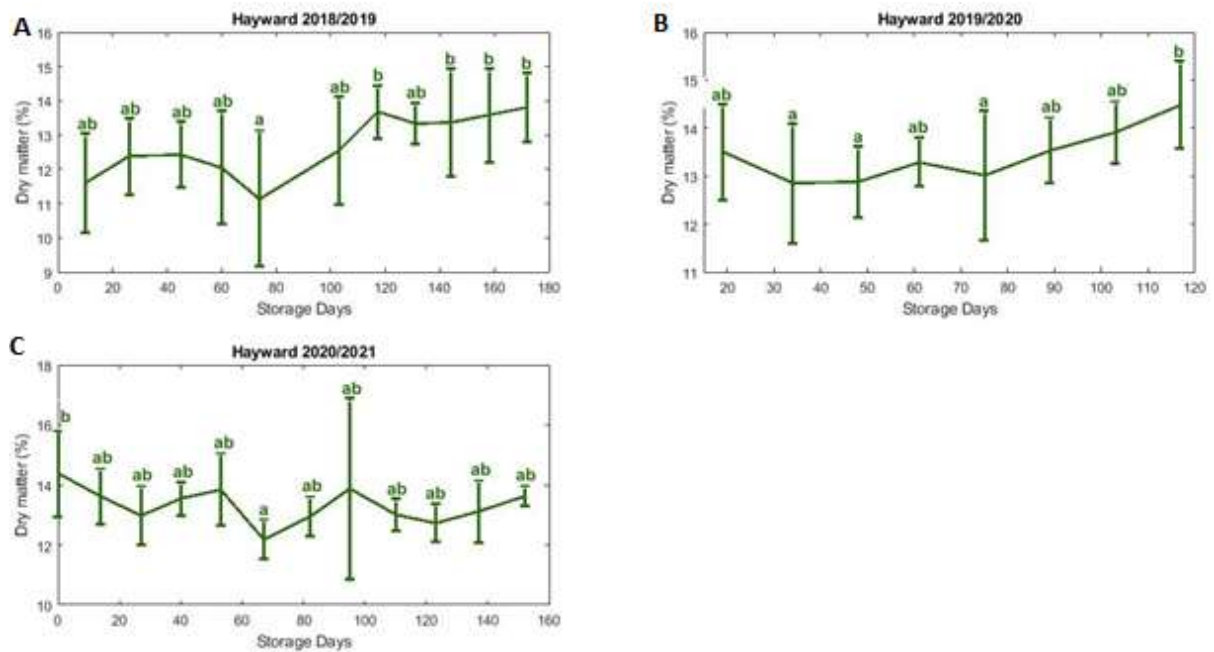 A
Hayward 2018/2019
16
15
14
13
12
11
10
9
Dry matter (%)
ab
ab
ab
ab
a
ab
b
ab
b
b
b
0 20 40 60 80 100 120 140 160 180
Storage Days
B
Hayward 2019/2020
16
15
14
13
12
11
Dry matter (%)
ab
a
a
ab
a
ab
ab
b
20 30 40 50 60 70 80 90 100 110 120
Storage Days
C
Hayward 2020/2021
18
16
14
12
10
Dry matter (%)
b
ab
ab
ab
ab
a
ab
ab
ab
ab
ab
ab
0 20 40 60 80 100 120 140 160
Storage Days